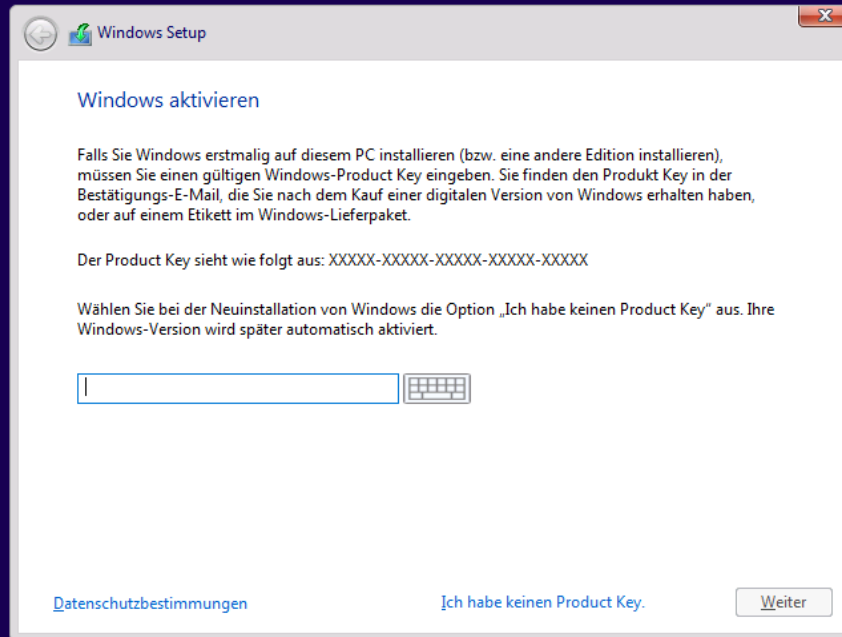 Windows Setup
Windows aktivieren
Falls Sie Windows erstmalig auf diesem PC installieren (bzw. eine andere Edition installieren),
müssen Sie einen gültigen Windows-Product Key eingeben. Sie finden den Produkt Key in der
Bestätigungs-E-Mail, die Sie nach dem Kauf einer digitalen Version von Windows erhalten haben,
oder auf einem Etikett im Windows-Lieferpaket.
Der Product Key sieht wie folgt aus: XXXXX-XXXXX-XXXXX-XXXXX-XXXXX
Wählen Sie bei der Neuinstallation von Windows die Option „Ich habe keinen Product Key“ aus. Ihre
Windows-Version wird später automatisch aktiviert.
Datenschutzbestimmungen
Ich habe keinen Product Key.
Weiter